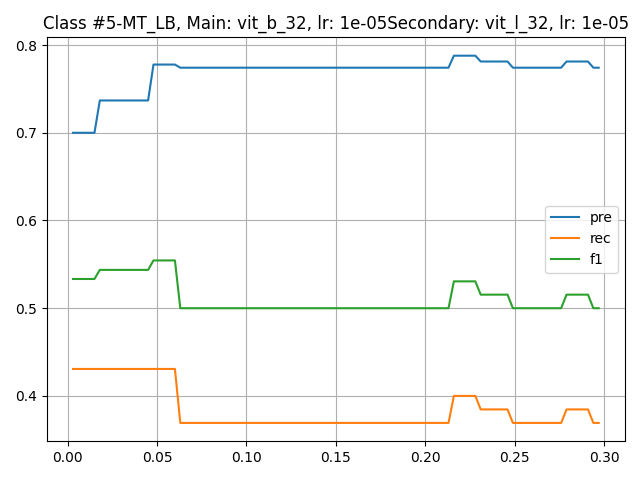 Class #5-MT_LB, Main: vit_b_32, lr: 1e-05Secondary: vit_l_32, lr: 1e-05
0.8
0.7
0.6
0.5
0.4
pre
rec
f1
0.00 0.05 0.10 0.15 0.20 0.25 0.30